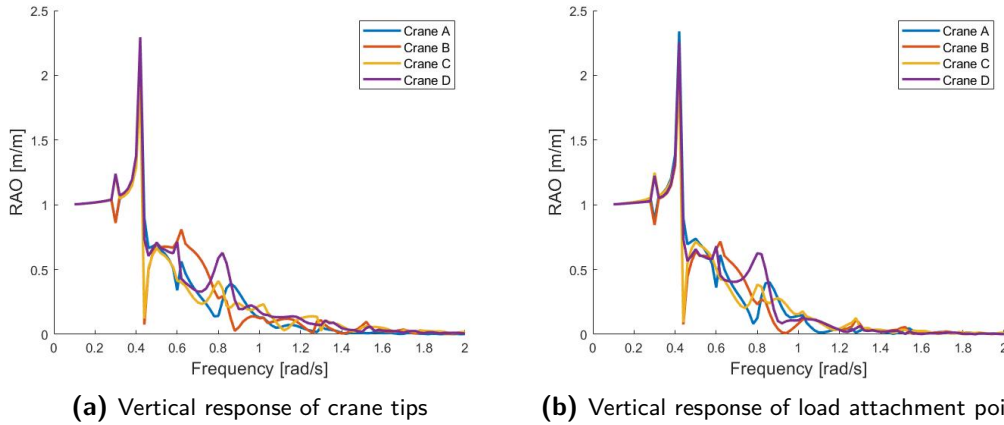 2.5
2
1.5
1
0.5
0
RAO [m/m]
0 0.2 0.4 0.6 0.8 1 1.2 1.4 1.6 1.8 2
Frequency [rad/s]
Crane A
Crane B
Crane C
Crane D
(a) Vertical response of crane tips
2.5
2
1.5
1
0.5
0
RAO [m/m]
0 0.2 0.4 0.6 0.8 1 1.2 1.4 1.6 1.8 2
Frequency [rad/s]
Crane A
Crane B
Crane C
Crane D
(b) Vertical response of load attachment poi